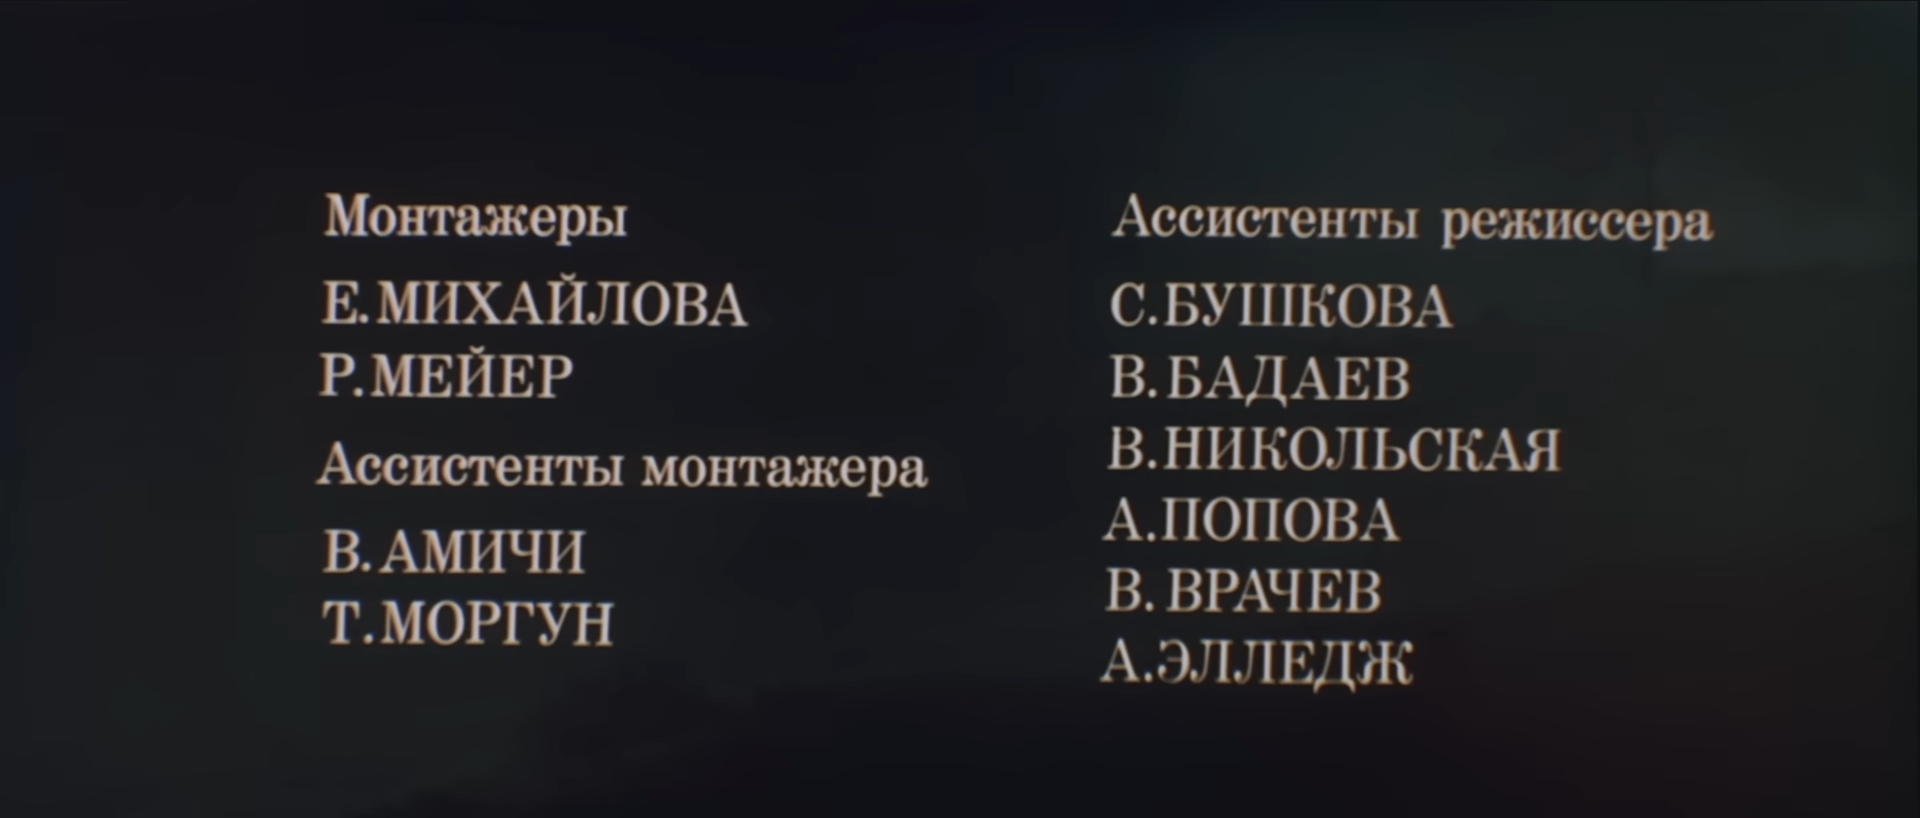 Монтажеры
Е.МИХАЙЛОВА
Р.МЕЙЕР
Ассистенты монтажера
В.АМИЧИ
Т.МОРГУН
Ассистенты режиссера
С.БУШКОВА
В.БАДАЕВ
В.НИКОЛЬСКАЯ
А.ПОПОВА
В.ВРАЧЕВ
А.ЭЛЛЕДЖ